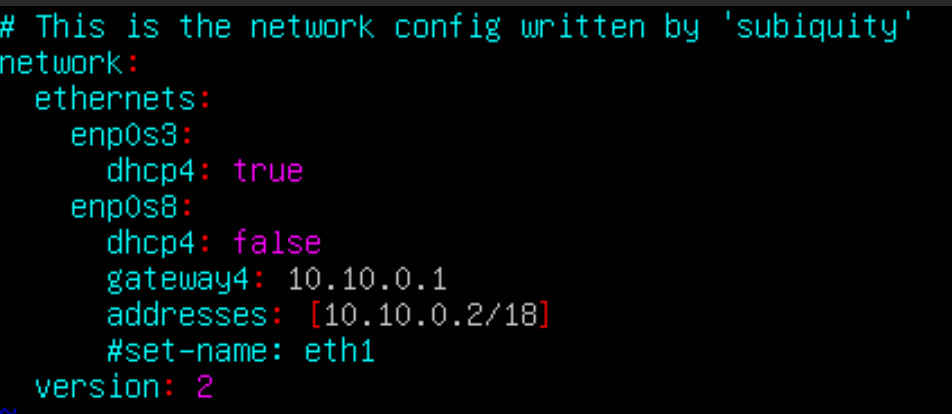 # This is the network config written by 'subiquity'
network:
  ethernets:
    enp0s3:
      dhcp4: true
    enp0s8:
      dhcp4: false
      gateway4: 10.10.0.1
      addresses: [10.10.0.2/18]
      #set-name: eth1
  version: 2